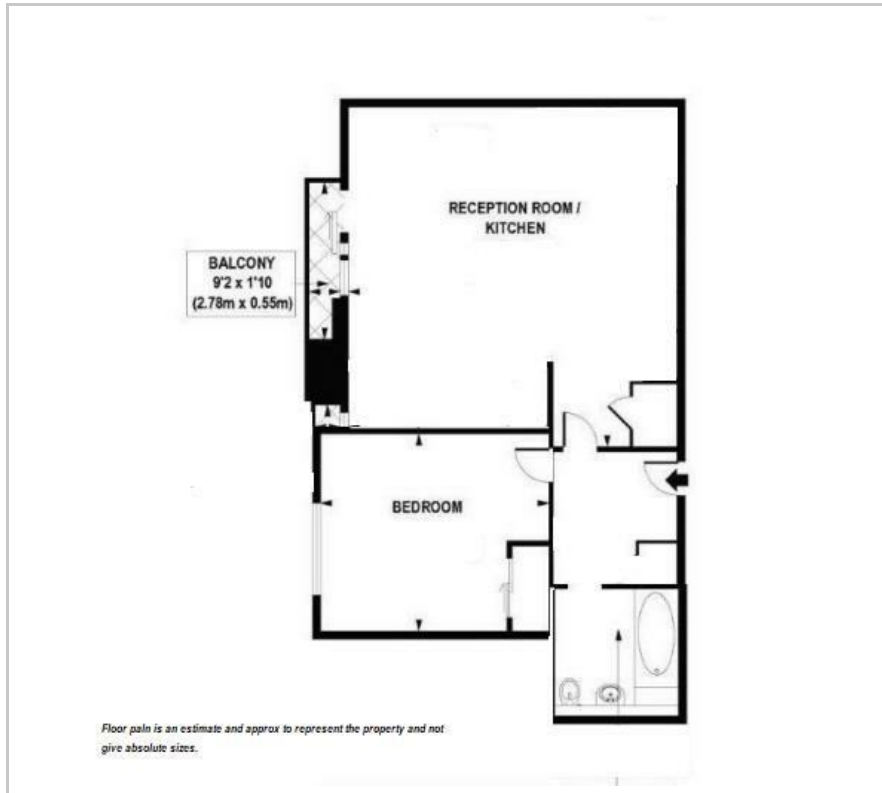 RECEPTION ROOM /
KITCHEN
BALCONY
9'2 x 1'10
(2.78m x 0.55m)
BEDROOM
Floor paln is an estimate and approx to represent the property and not
give absolute sizes.